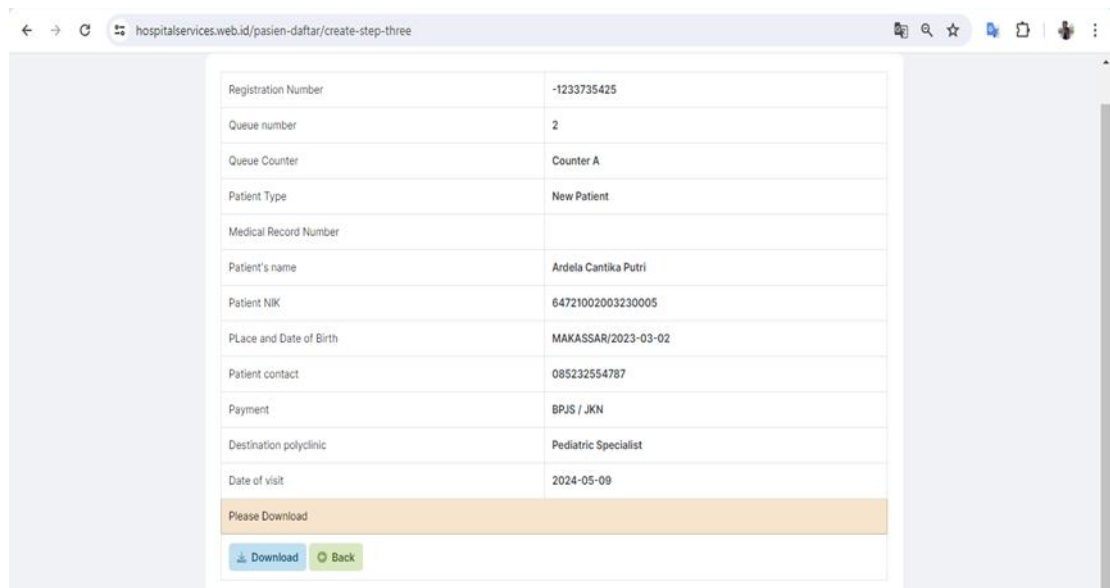 hospitalservices.web.id/pasien-daftar/create-step-three
Registration Number -1233735425
Queue number 2
Queue Counter Counter A
Patient Type New Patient
Medical Record Number
Patient's name Ardela Cantika Putri
Patient NIK 64721002003230005
PLace and Date of Birth MAKASSAR/2023-03-02
Patient contact 085232554787
Payment BPJS / JKN
Destination polyclinic Pediatric Specialist
Date of visit 2024-05-09
Please Download
Download Back